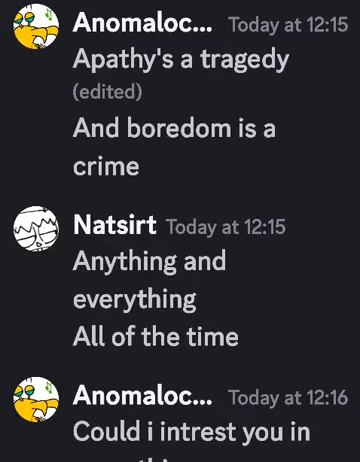 Anomaloc... Today at 12:15
Apathy's a tragedy
(edited)
And boredom is a
crime
Natsirt Today at 12:15
Anything and
everything
All of the time
Anomaloc... Today at 12:16
Could i intrest you in